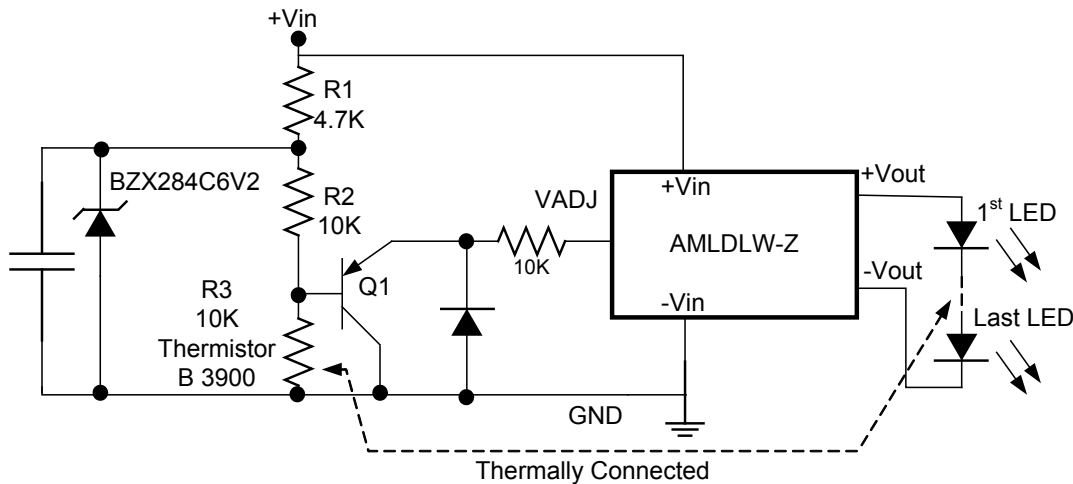 +Vin
R1
4.7K
BZX284C6V2
R2
10K
VADJ
10K
Q1
R3
10K
Thermistor
B 3900
+Vin
AMLDLW-Z
-Vin
+Vout
1st LED
-Vout
Last LED
GND
Thermally Connected